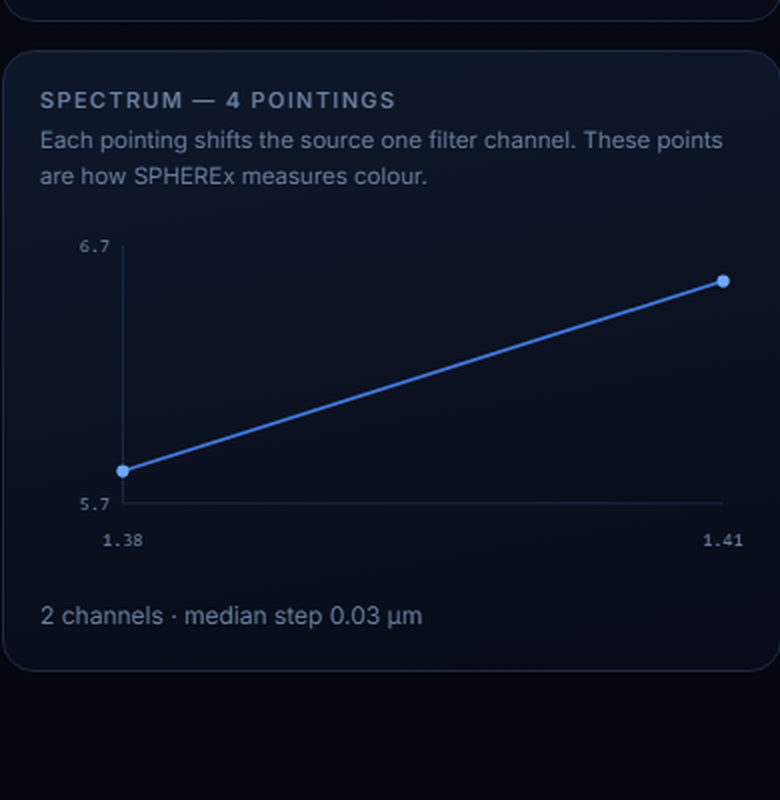 SPECTRUM — 4 POINTINGS
Each pointing shifts the source one filter channel. These points
are how SPHEREx measures colour.
6.7
5.7
1.38
1.41
2 channels · median step 0.03 µm